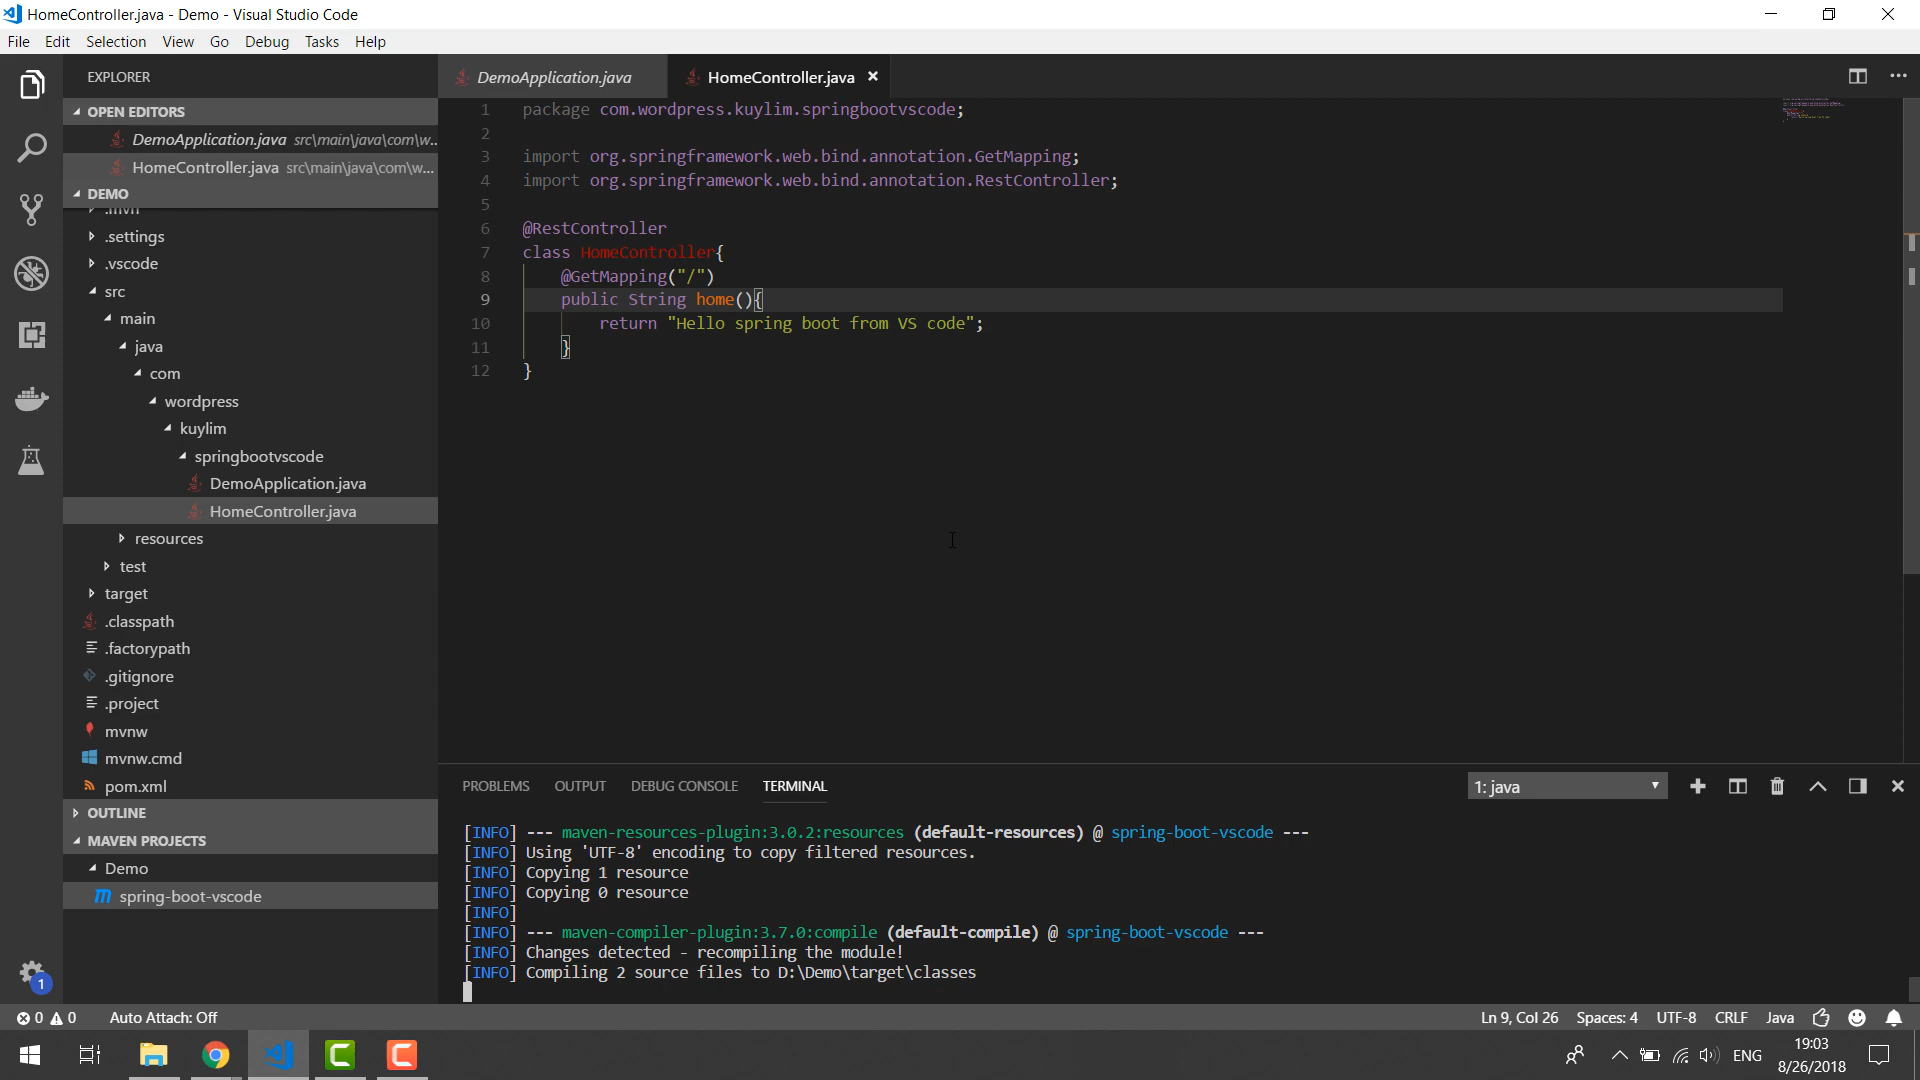 HomeController.java - Demo - Visual Studio Code
File Edit Selection View Go Debug Tasks Help
EXPLORER
OPEN EDITORS
DemoApplication.java src\main\java\com\w...
HomeController.java src\main\java\com\w...
DEMO
.mvn
.settings
.vscode
src
main
java
com
wordpress
kuylim
springbootvscode
DemoApplication.java
HomeController.java
resources
test
target
.classpath
.factorypath
.gitignore
.project
mvnw
mvnw.cmd
pom.xml
OUTLINE
MAVEN PROJECTS
Demo
spring-boot-vscode
DemoApplication.java HomeController.java
1 package com.wordpress.kuylim.springbootvscode;
2
3 import org.springframework.web.bind.annotation.GetMapping;
4 import org.springframework.web.bind.annotation.RestController;
5
6 @RestController
7 class HomeController{
8 @GetMapping("/")
9 public String home(){
10 return "Hello spring boot from VS code";
11 }
12 }
PROBLEMS OUTPUT DEBUG CONSOLE TERMINAL 1: java
[INFO] --- maven-resources-plugin:3.0.2:resources (default-resources) @ spring-boot-vscode ---
[INFO] Using 'UTF-8' encoding to copy filtered resources.
[INFO] Copying 1 resource
[INFO] Copying 0 resource
[INFO]
[INFO] --- maven-compiler-plugin:3.7.0:compile (default-compile) @ spring-boot-vscode ---
[INFO] Changes detected - recompiling the module!
[INFO] Compiling 2 source files to D:\Demo\target\classes
1
0 0 Auto Attach: Off Ln 9, Col 26 Spaces: 4 UTF-8 CRLF Java
ENG 19:03
8/26/2018